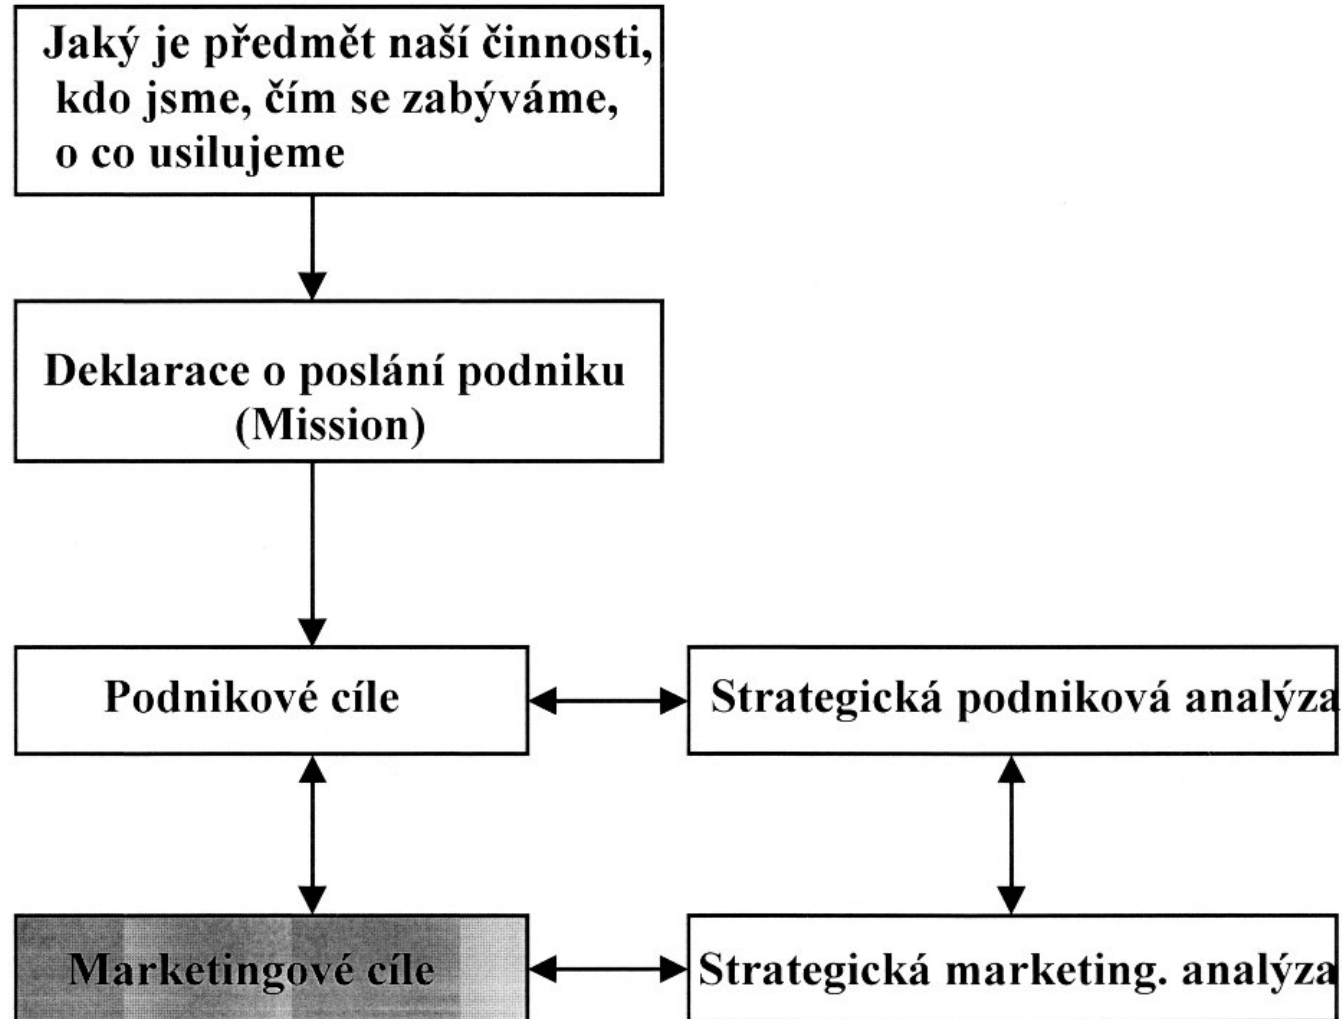 Jaký je předmět naší činnosti,
kdo jsme, čím se zabýváme,
o co usilujeme
Deklarace o poslání podniku
(Mission)
Podnikové cíle
Strategická podniková analýza
Marketingové cíle
Strategická marketing. analýza